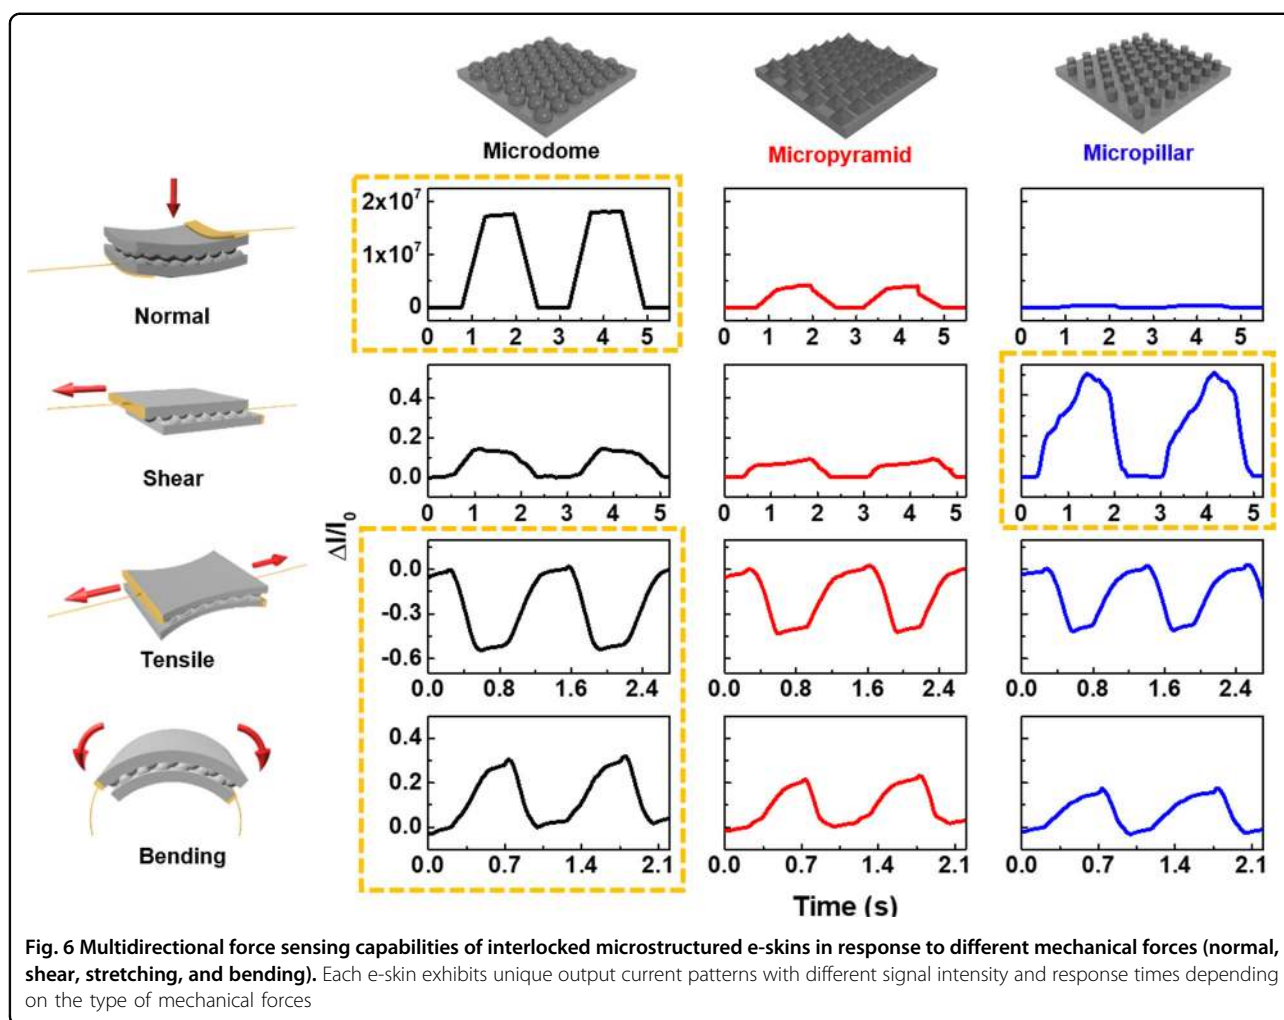 Microdome
Micropyramid
Micropillar
Normal
2x10⁷
1x10⁷
0
0 1 2 3 4 5
0 1 2 3 4 5
0 1 2 3 4 5
Shear
0.4
0.2
0.0
0 1 2 3 4 5
0 1 2 3 4 5
0 1 2 3 4 5
ΔI/I₀
Tensile
0.0
-0.3
-0.6
0.0 0.8 1.6 2.4
0.0 0.8 1.6 2.4
0.0 0.8 1.6 2.4
Bending
0.4
0.2
0.0
0.0 0.7 1.4 2.1
0.0 0.7 1.4 2.1
0.0 0.7 1.4 2.1
Time (s)
Fig. 6 Multidirectional force sensing capabilities of interlocked microstructured e-skins in response to different mechanical forces (normal,
shear, stretching, and bending). Each e-skin exhibits unique output current patterns with different signal intensity and response times depending
on the type of mechanical forces